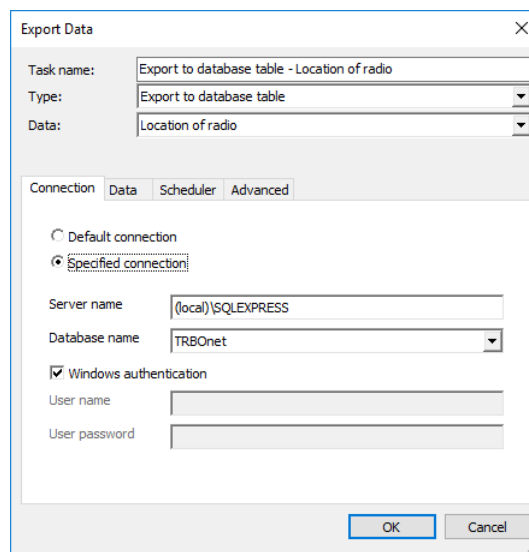 Export Data
Task name: Export to database table - Location of radio
Type: Export to database table
Data: Location of radio
Connection Data Scheduler Advanced
Default connection
Specified connection
Server name (local)\SQLEXPRESS
Database name TRBOnet
Windows authentication
User name
User password
OK Cancel